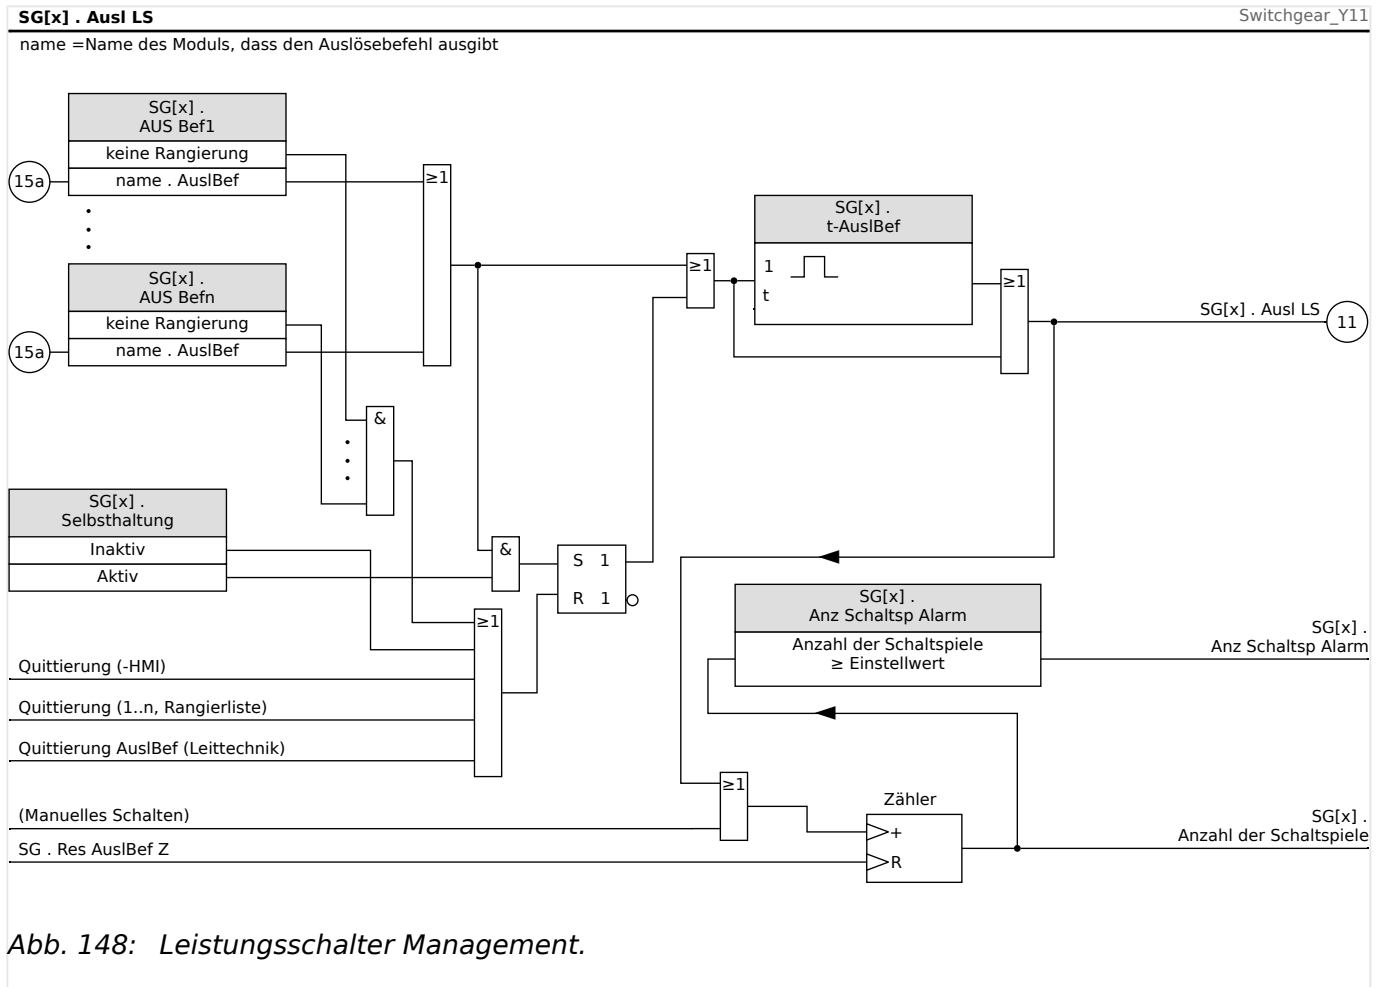 SG[x] . Ausl LS
Switchgear_Y11
name =Name des Moduls, dass den Auslösebefehl ausgibt
SG[x] .
AUS Bef1
keine Rangierung
15a
name . AuslBef
≥1
SG[x] .
t-AuslBef
1
t
≥1
≥1
SG[x] . Ausl LS
11
SG[x] .
AUS Befn
keine Rangierung
15a
name . AuslBef
&
SG[x] .
Selbsthaltung
Inaktiv
Aktiv
&
S 1
R 1
≥1
Quittierung (-HMI)
Quittierung (1..n, Rangierliste)
Quittierung AuslBef (Leittechnik)
SG[x] .
Anz Schaltsp Alarm
Anzahl der Schaltspiele
≥ Einstellwert
SG[x] .
Anz Schaltsp Alarm
≥1
(Manuelles Schalten)
SG . Res AuslBef Z
Zähler
+
R
SG[x] .
Anzahl der Schaltspiele
Abb. 148: Leistungsschalter Management.